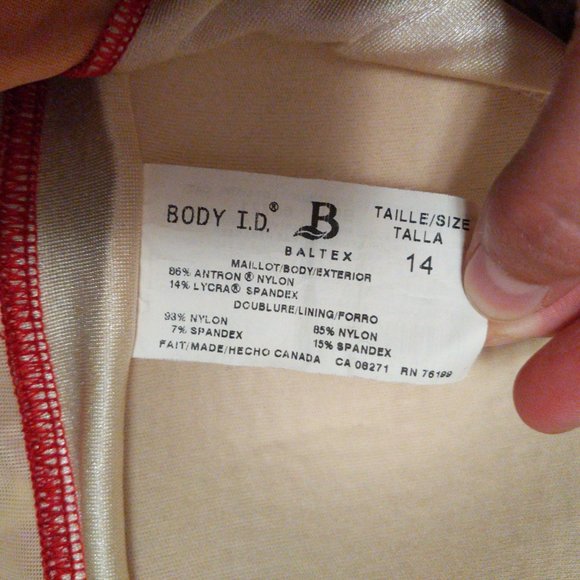 BODY I.D.®
B
BALTEX
TAILLE/SIZE
TALLA
14
MAILLOT/BODY/EXTERIOR
86% ANTRON® NYLON
14% LYCRA® SPANDEX
DOUBLURE/LINING/FORRO
93% NYLON 85% NYLON
7% SPANDEX 15% SPANDEX
FAIT/MADE/HECHO CANADA CA 08271 RN 76199